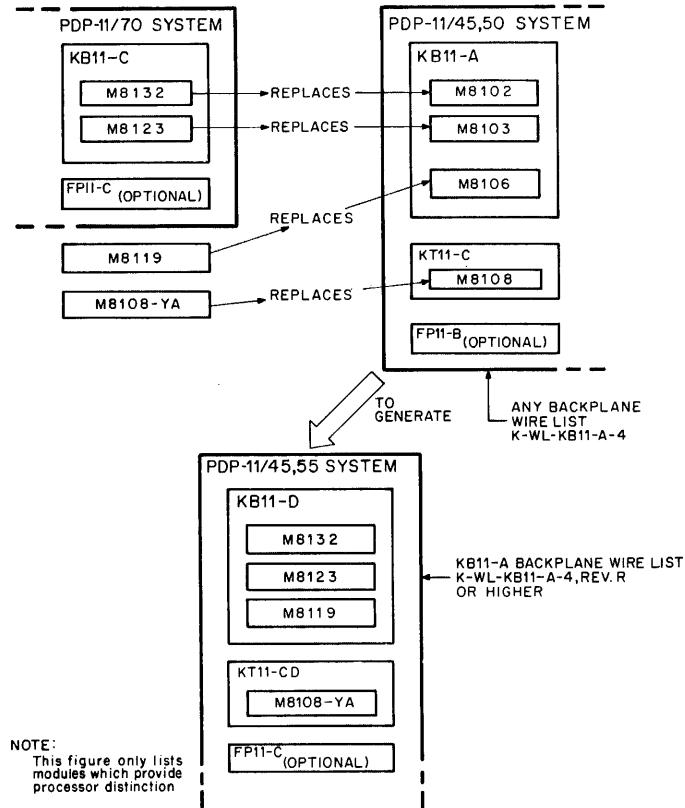 PDP-11/70 SYSTEM
KB11-C
M8132
M8123
FP11-C (OPTIONAL)
M8119
M8108-YA
REPLACES
REPLACES
REPLACES
REPLACES
PDP-11/45,50 SYSTEM
KB11-A
M8102
M8103
M8106
KT11-C
M8108
FP11-B (OPTIONAL)
TO
GENERATE
ANY BACKPLANE
WIRE LIST
K-WL-KB11-A-4
PDP-11/45,55 SYSTEM
KB11-D
M8132
M8123
M8119
KT11-CD
M8108-YA
FP11-C (OPTIONAL)
KB11-A BACKPLANE WIRE LIST
K-WL-KB11-A-4, REV. R
OR HIGHER
NOTE:
This figure only lists
modules which provide
processor distinction